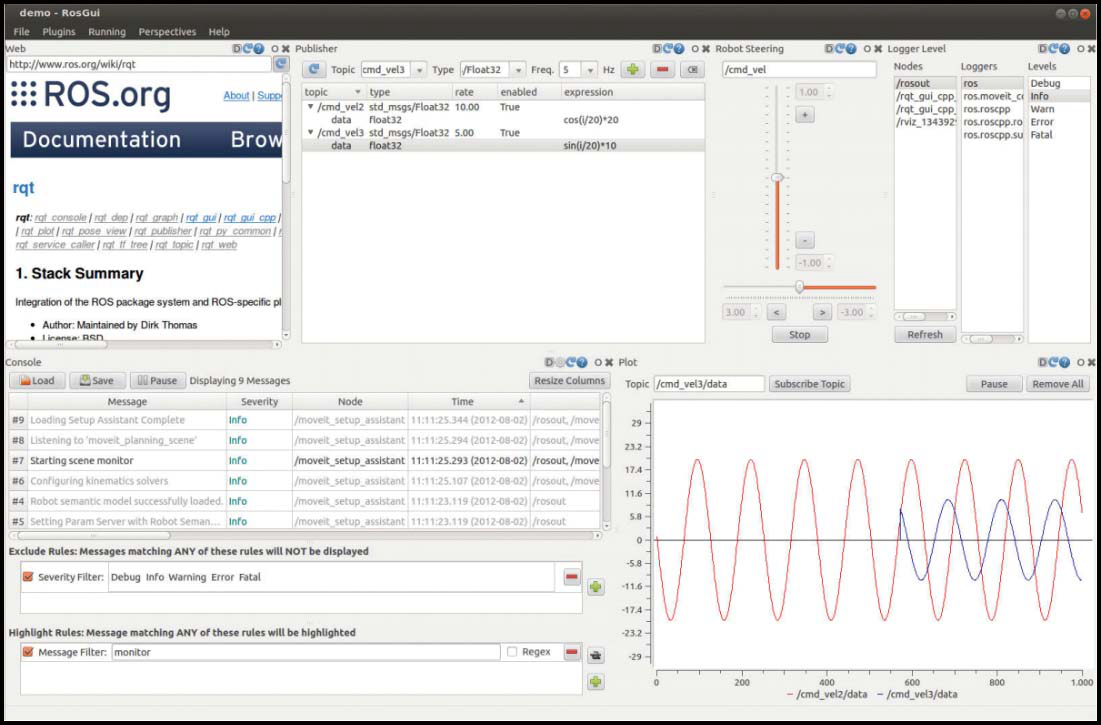 demo - RosGui
File Plugins Running Perspectives Help
Web
http://www.ros.org/wiki/rqt
ROS.org
About | Supp
Documentation Brow
rqt
rqt: rqt_console | rqt_dep | rqt_graph | rqt_gui | rqt_gui_cpp |
| rqt_plot | rqt_pose_view | rqt_publisher | rqt_py_common |
rqt_service_caller | rqt_tf_tree | rqt_topic | rqt_web
1. Stack Summary
Integration of the ROS package system and ROS-specific pl
• Author: Maintained by Dirk Thomas
• License: BSD
Publisher
Topic cmd_vel3 Type /Float32 Freq. 5 Hz
topic type rate enabled expression
/cmd_vel2 std_msgs/Float32 10.00 True
data float32 cos(i/20)*20
/cmd_vel3 std_msgs/Float32 5.00 True
data float32 sin(i/20)*10
Robot Steering
/cmd_vel
1.00
+
-
-1.00
3.00 < > -3.00
Stop
Logger Level
Nodes Loggers Levels
/rosout ros Debug
/rqt_gui_cpp_ ros.moveit_cc Info
/rqt_gui_cpp_ ros.roscpp Warn
/rviz_1343929 ros.roscpp.ro Error
ros.roscpp.su Fatal
Refresh
Console
Load Save Pause Displaying 9 Messages Resize Columns
Message Severity Node Time
#9 Loading Setup Assistant Complete Info /moveit_setup_assistant 11:11:25.344 (2012-08-02) /rosout, /move
#8 Listening to 'moveit_planning_scene' Info /moveit_setup_assistant 11:11:25.294 (2012-08-02) /rosout, /move
#7 Starting scene monitor Info /moveit_setup_assistant 11:11:25.293 (2012-08-02) /rosout, /move
#6 Configuring kinematics solvers Info /moveit_setup_assistant 11:11:25.107 (2012-08-02) /rosout, /move
#4 Robot semantic model successfully loaded. Info /moveit_setup_assistant 11:11:23.119 (2012-08-02) /rosout
#5 Setting Param Server with Robot Seman... Info /moveit_setup_assistant 11:11:23.119 (2012-08-02) /rosout
Exclude Rules: Messages matching ANY of these rules will NOT be displayed
Severity Filter: Debug Info Warning Error Fatal
Highlight Rules: Message matching ANY of these rules will be highlighted
Message Filter: monitor Regex
Plot
Topic /cmd_vel3/data Subscribe Topic Pause Remove All
29
23.2
17.4
11.6
5.8
0
-5.8
-11.6
-17.4
-23.2
-29
0 200 400 600 800 1.000
/cmd_vel2/data /cmd_vel3/data